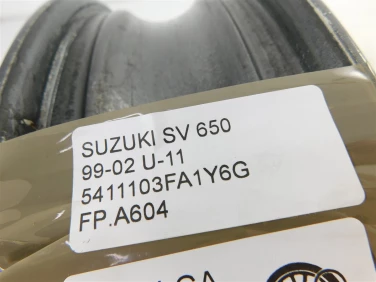 SUZUKI SV 650
99-02 U-11
5411103FA1Y6G
FP.A604